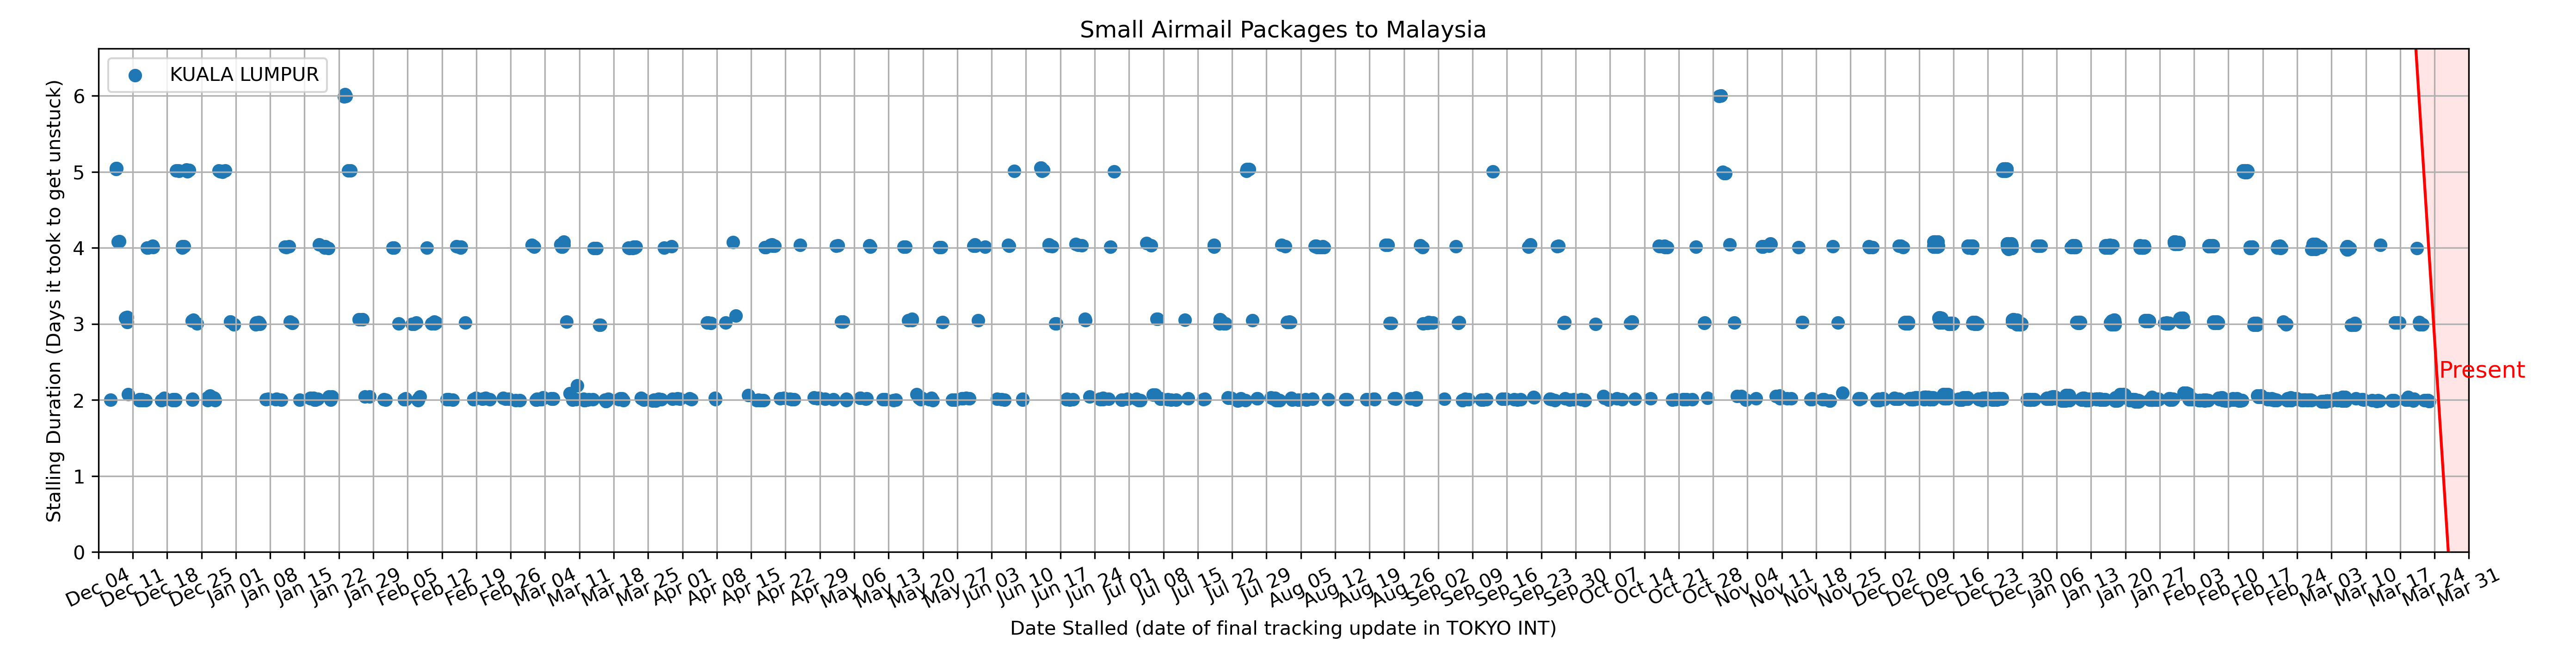 Small Airmail Packages to Malaysia
KUALA LUMPUR
Stalling Duration (Days it took to get unstuck)
6
5
4
3
2
1
0
Present
Dec 04
Dec 11
Dec 18
Dec 25
Jan 01
Jan 08
Jan 15
Jan 22
Jan 29
Feb 05
Feb 12
Feb 19
Feb 26
Mar 04
Mar 11
Mar 18
Mar 25
Apr 01
Apr 08
Apr 15
Apr 22
Apr 29
May 06
May 13
May 20
May 27
Jun 03
Jun 10
Jun 17
Jun 24
Jul 01
Jul 08
Jul 15
Jul 22
Jul 29
Aug 05
Aug 12
Aug 19
Aug 26
Sep 02
Sep 09
Sep 16
Sep 23
Sep 30
Oct 07
Oct 14
Oct 21
Oct 28
Nov 04
Nov 11
Nov 18
Nov 25
Dec 02
Dec 09
Dec 16
Dec 23
Dec 30
Jan 06
Jan 13
Jan 20
Jan 27
Feb 03
Feb 10
Feb 17
Feb 24
Mar 03
Mar 10
Mar 17
Mar 24
Mar 31
Date Stalled (date of final tracking update in TOKYO INT)